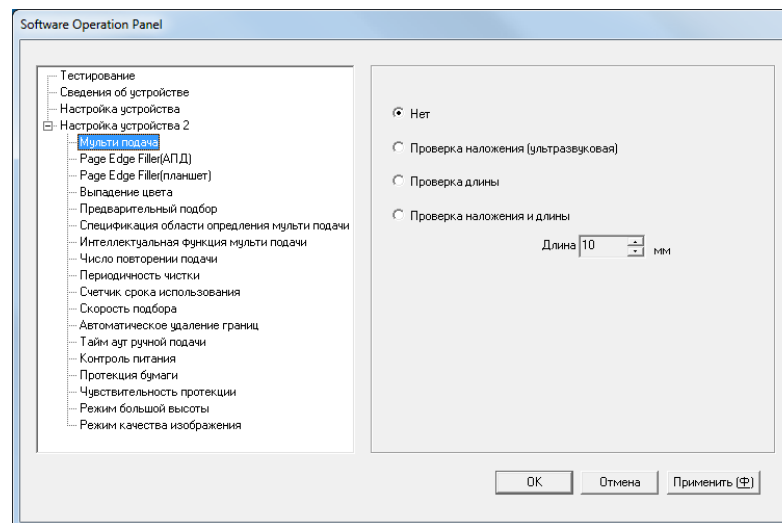 Software Operation Panel
Тестирование
Сведения об устройстве
Настройка устройства
Настройка устройства 2
Мульти подача
Page Edge Filler(АПД)
Page Edge Filler(планшет)
Выпадение цвета
Предварительный подбор
Спецификация области опредления мульти подачи
Интеллектуальная функция мульти подачи
Число повторении подачи
Периодичность чистки
Счетчик срока использования
Скорость подбора
Автоматическое удаление границ
Тайм аут ручной подачи
Контроль питания
Протекция бумаги
Чувствительность протекции
Режим большой высоты
Режим качества изображения
Нет
Проверка наложения (ультразвуковая)
Проверка длины
Проверка наложения и длины
Длина 10 мм
OK Отмена Применить (Ф)